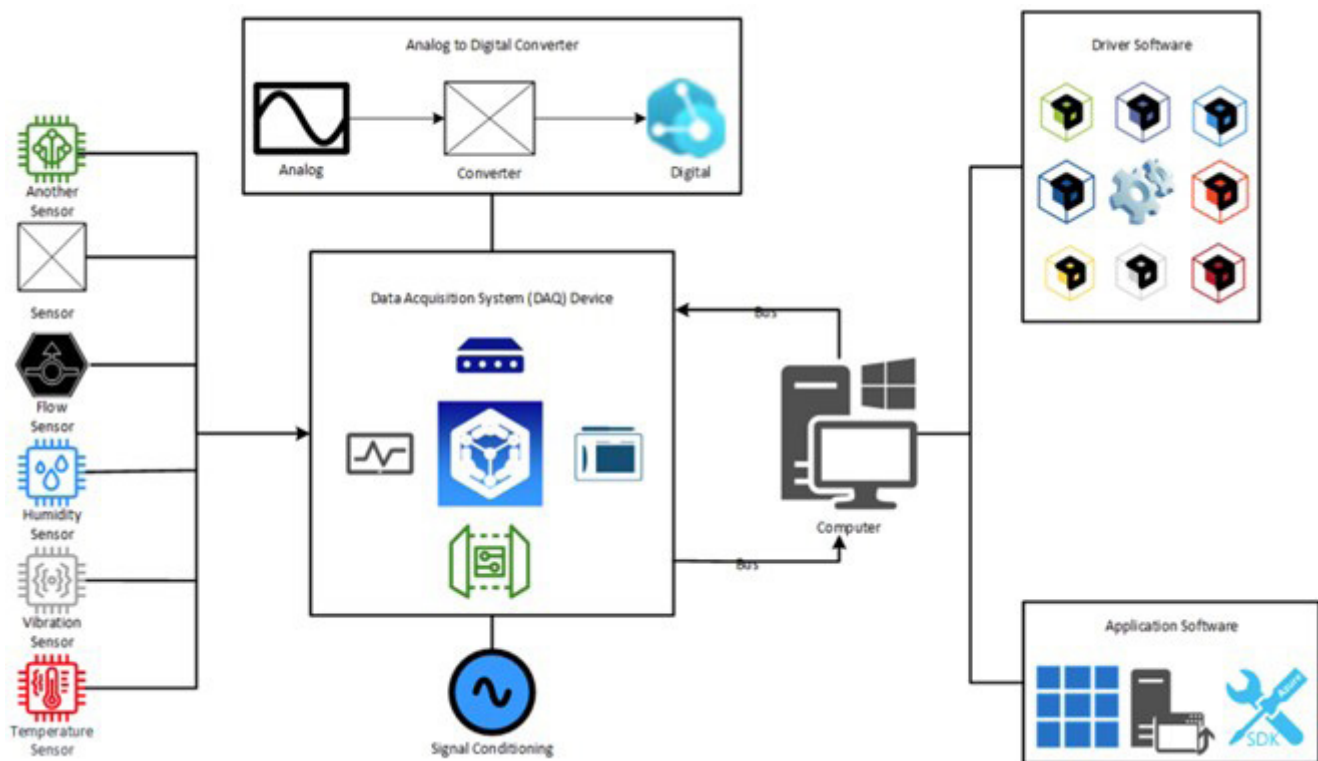 Analog to Digital Converter
Analog
Converter
Digital
Driver Software
Another
Sensor
Sensor
Flow
Sensor
Humidity
Sensor
Vibration
Sensor
Temperature
Sensor
Data Acquisition System (DAQ) Device
Bus
Bus
Computer
Signal Conditioning
Application Software
Azure
SDK